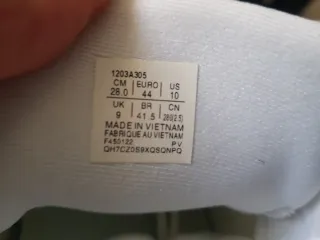 1203A305
CM EURO US
28.0 44 10
UK BR CN
9 41.5 280(2.5)
MADE IN VIETNAM
FABRIQUE AU VIETNAM
F450122 PV